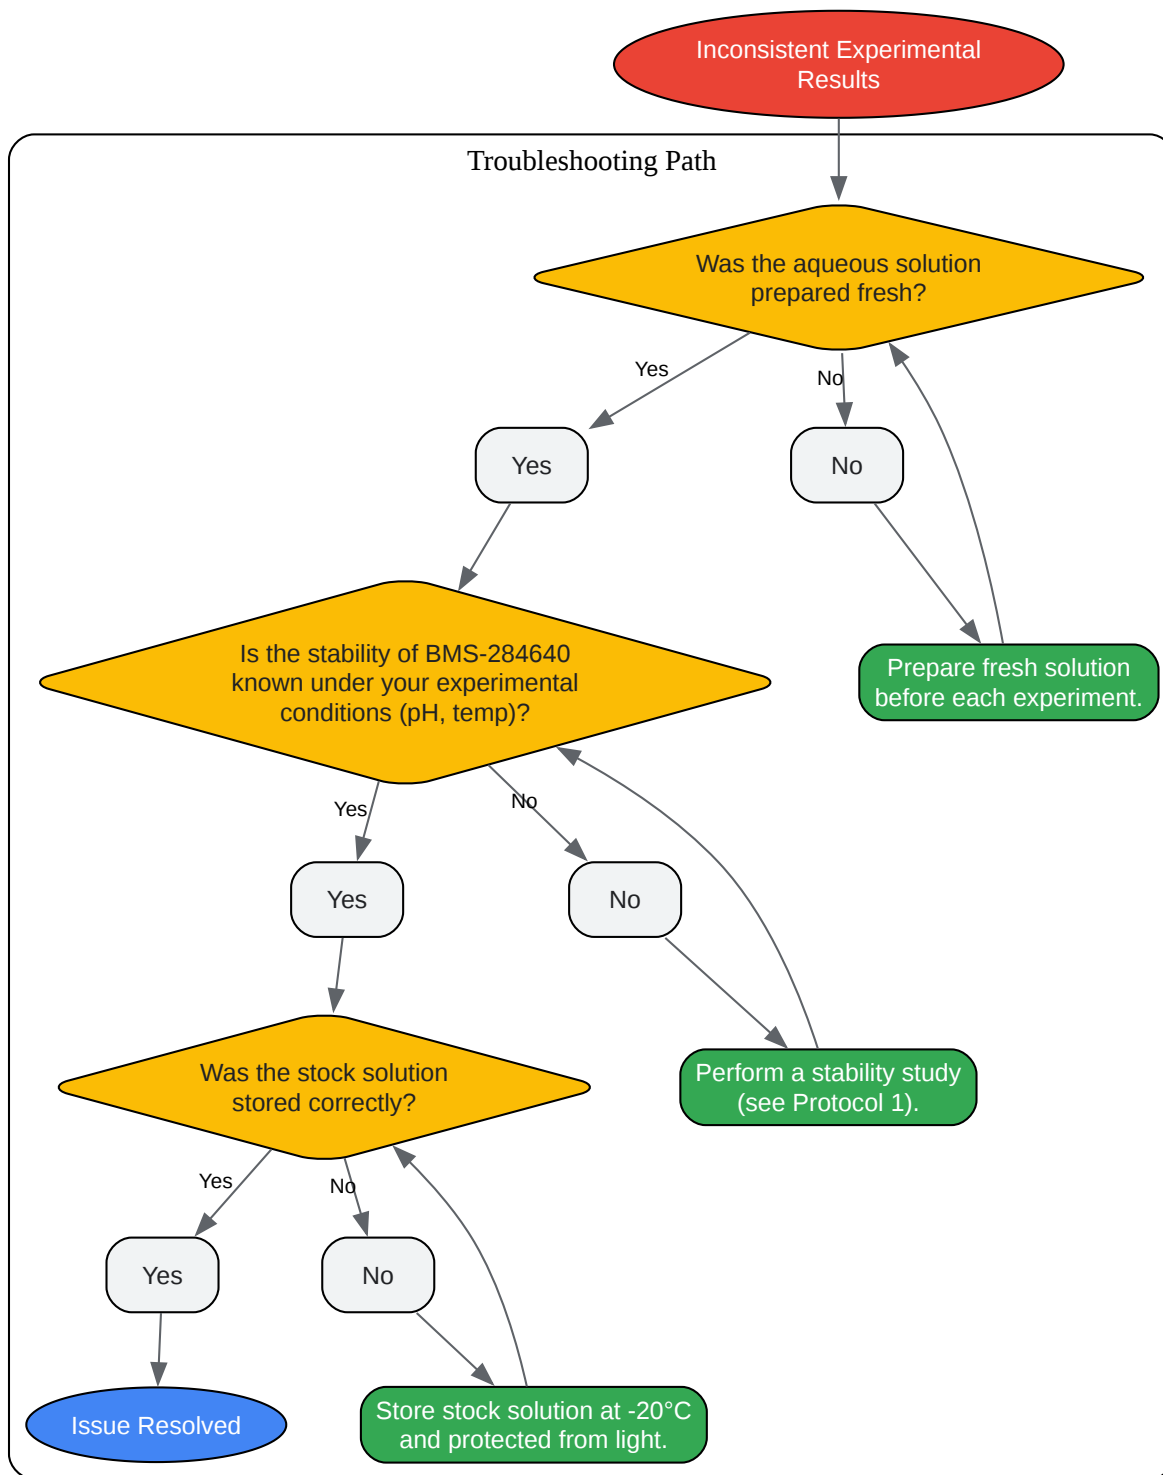 Inconsistent Experimental
Results
Troubleshooting Path
Was the aqueous solution
prepared fresh?
Yes
No
Yes
No
Is the stability of BMS-284640
known under your experimental
conditions (pH, temp)?
Prepare fresh solution
before each experiment.
Yes
No
Yes
No
Was the stock solution
stored correctly?
Perform a stability study
(see Protocol 1).
Yes
No
Yes
No
Issue Resolved
Store stock solution at -20°C
and protected from light.